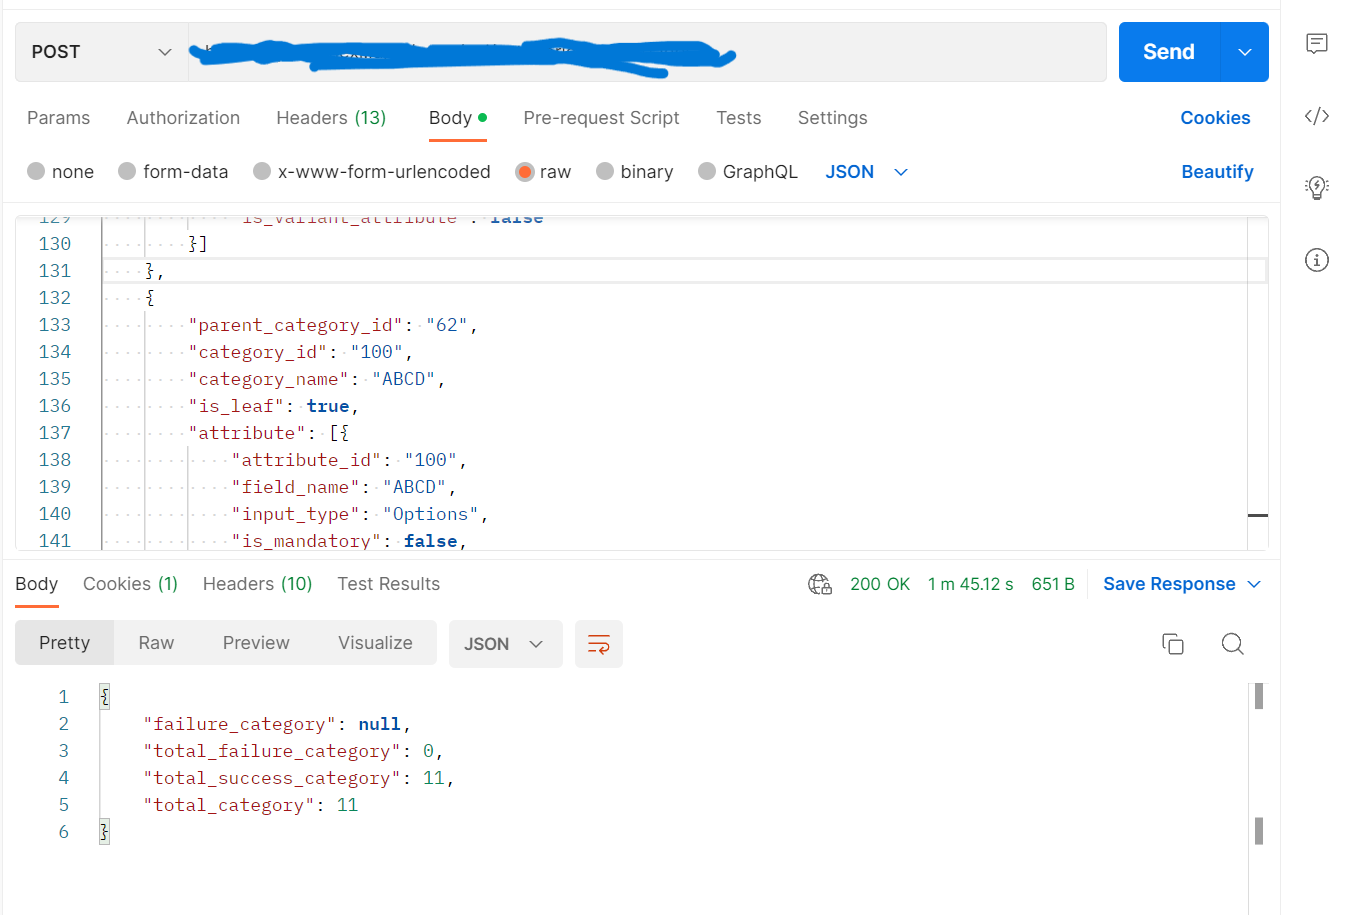 POST
Send
Params Authorization Headers (13) Body Pre-request Script Tests Settings Cookies
none form-data x-www-form-urlencoded raw binary GraphQL JSON Beautify
129 "is_variant_attribute": false
130 }]
131 },
132 {
133 "parent_category_id": "62",
134 "category_id": "100",
135 "category_name": "ABCD",
136 "is_leaf": true,
137 "attribute": [{
138 "attribute_id": "100",
139 "field_name": "ABCD",
140 "input_type": "Options",
141 "is_mandatory": false,
Body Cookies (1) Headers (10) Test Results 200 OK 1 m 45.12 s 651 B Save Response
Pretty Raw Preview Visualize JSON
1 {
2 "failure_category": null,
3 "total_failure_category": 0,
4 "total_success_category": 11,
5 "total_category": 11
6 }